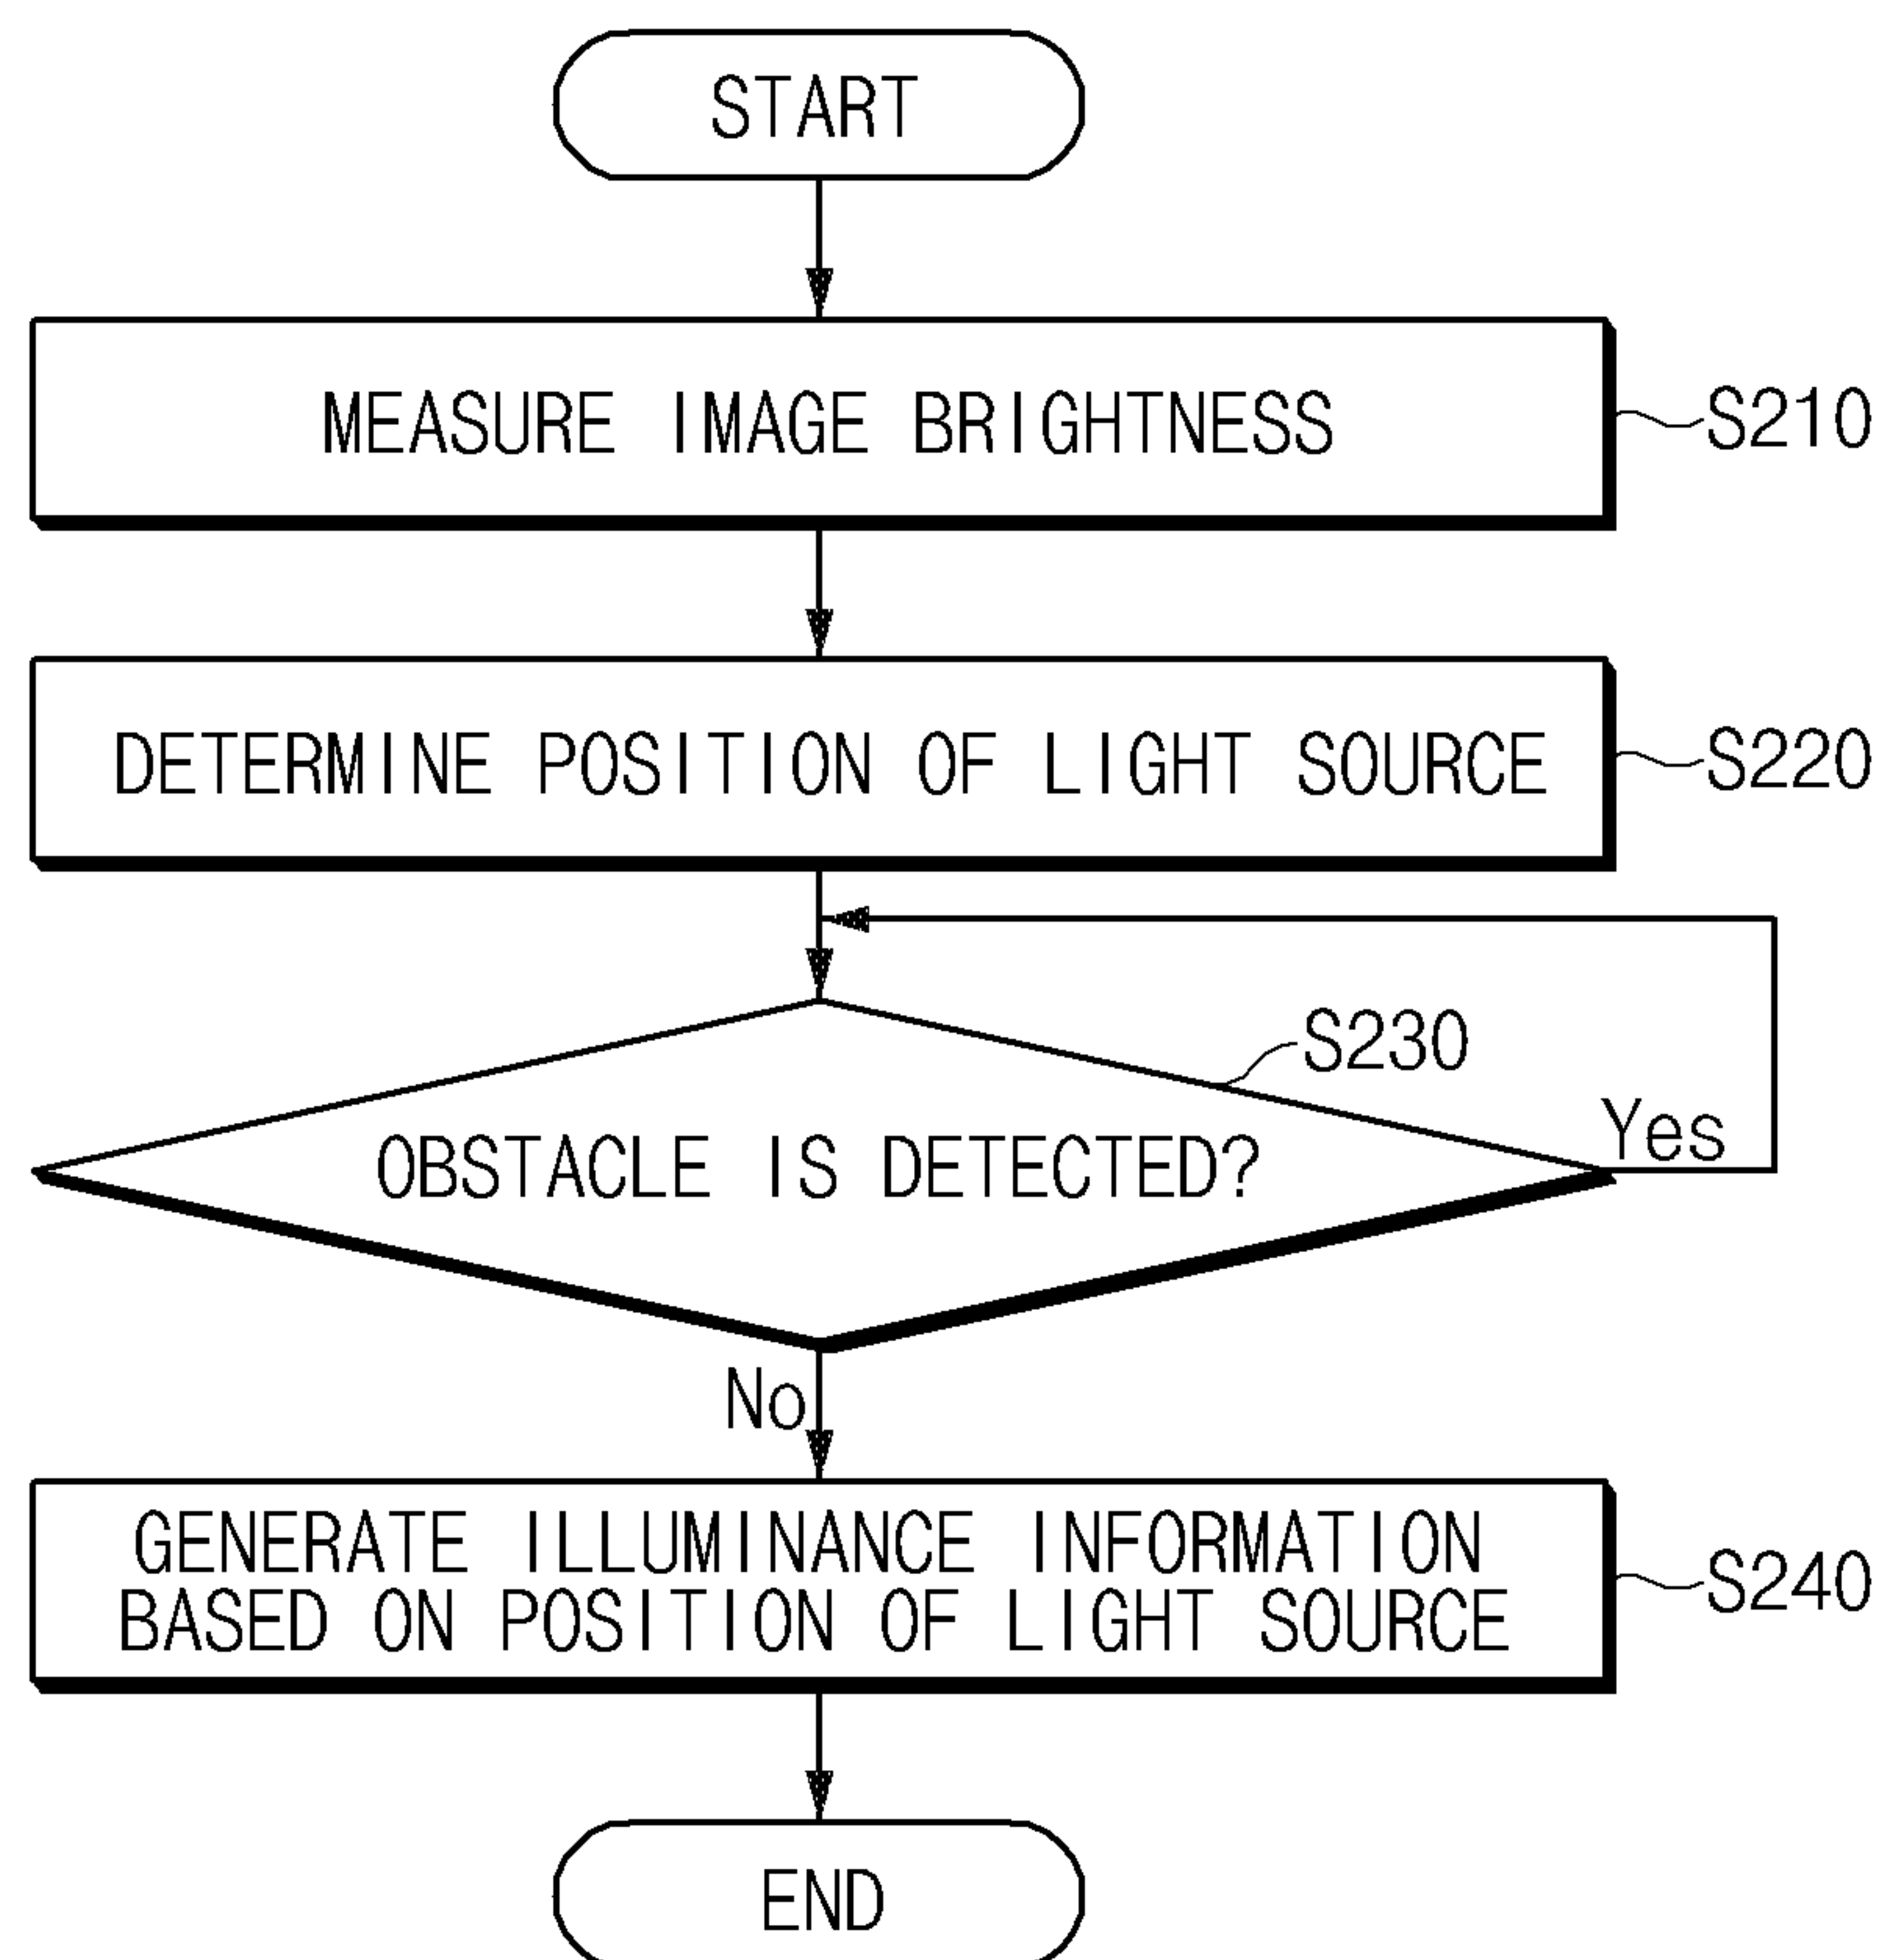 START
MEASURE IMAGE BRIGHTNESS
S210
DETERMINE POSITION OF LIGHT SOURCE
S220
S230
OBSTACLE IS DETECTED?
Yes
No
GENERATE ILLUMINANCE INFORMATION
BASED ON POSITION OF LIGHT SOURCE
S240
END